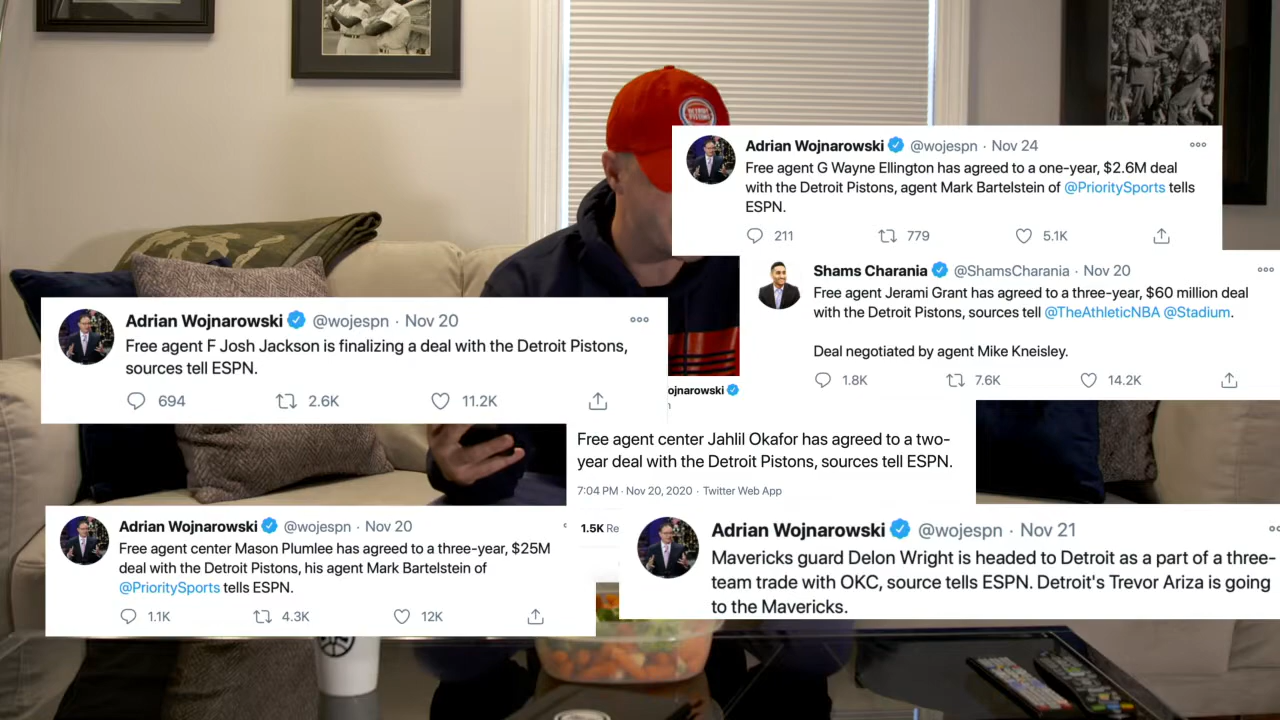 DETROIT
PISTONS
Adrian Wojnarowski @wojespn · Nov 24
Free agent G Wayne Ellington has agreed to a one-year, $2.6M deal
with the Detroit Pistons, agent Mark Bartelstein of @PrioritySports tells
ESPN.
211 779 5.1K
Shams Charania @ShamsCharania · Nov 20
Free agent Jerami Grant has agreed to a three-year, $60 million deal
with the Detroit Pistons, sources tell @TheAthleticNBA @Stadium.
Deal negotiated by agent Mike Kneisley.
1.8K 7.6K 14.2K
Adrian Wojnarowski @wojespn · Nov 20
Free agent F Josh Jackson is finalizing a deal with the Detroit Pistons,
sources tell ESPN.
694 2.6K 11.2K
ojnarowski
Free agent center Jahlil Okafor has agreed to a two-
year deal with the Detroit Pistons, sources tell ESPN.
7:04 PM · Nov 20, 2020 · Twitter Web App
1.5K Re
Adrian Wojnarowski @wojespn · Nov 20
Free agent center Mason Plumlee has agreed to a three-year, $25M
deal with the Detroit Pistons, his agent Mark Bartelstein of
@PrioritySports tells ESPN.
1.1K 4.3K 12K
Adrian Wojnarowski @wojespn · Nov 21
Mavericks guard Delon Wright is headed to Detroit as a part of a three-
team trade with OKC, source tells ESPN. Detroit's Trevor Ariza is going
to the Mavericks.